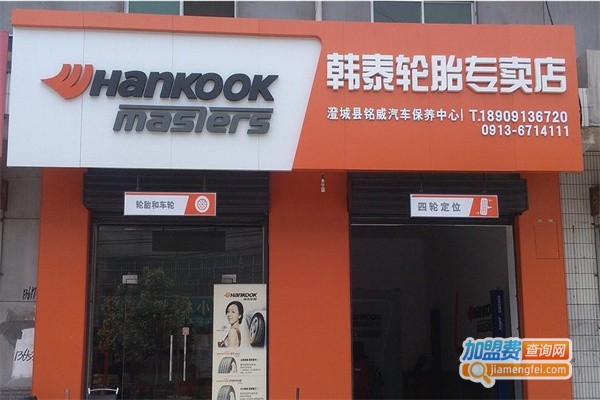 HANKOOK
masters
韩泰轮胎专卖店
澄城县铭威汽车保养中心 T.18909136720
0913-6714111
轮胎和车轮
四轮定位
HANKOOK
HANKOOK
加盟费查询网
jiamengfei.com